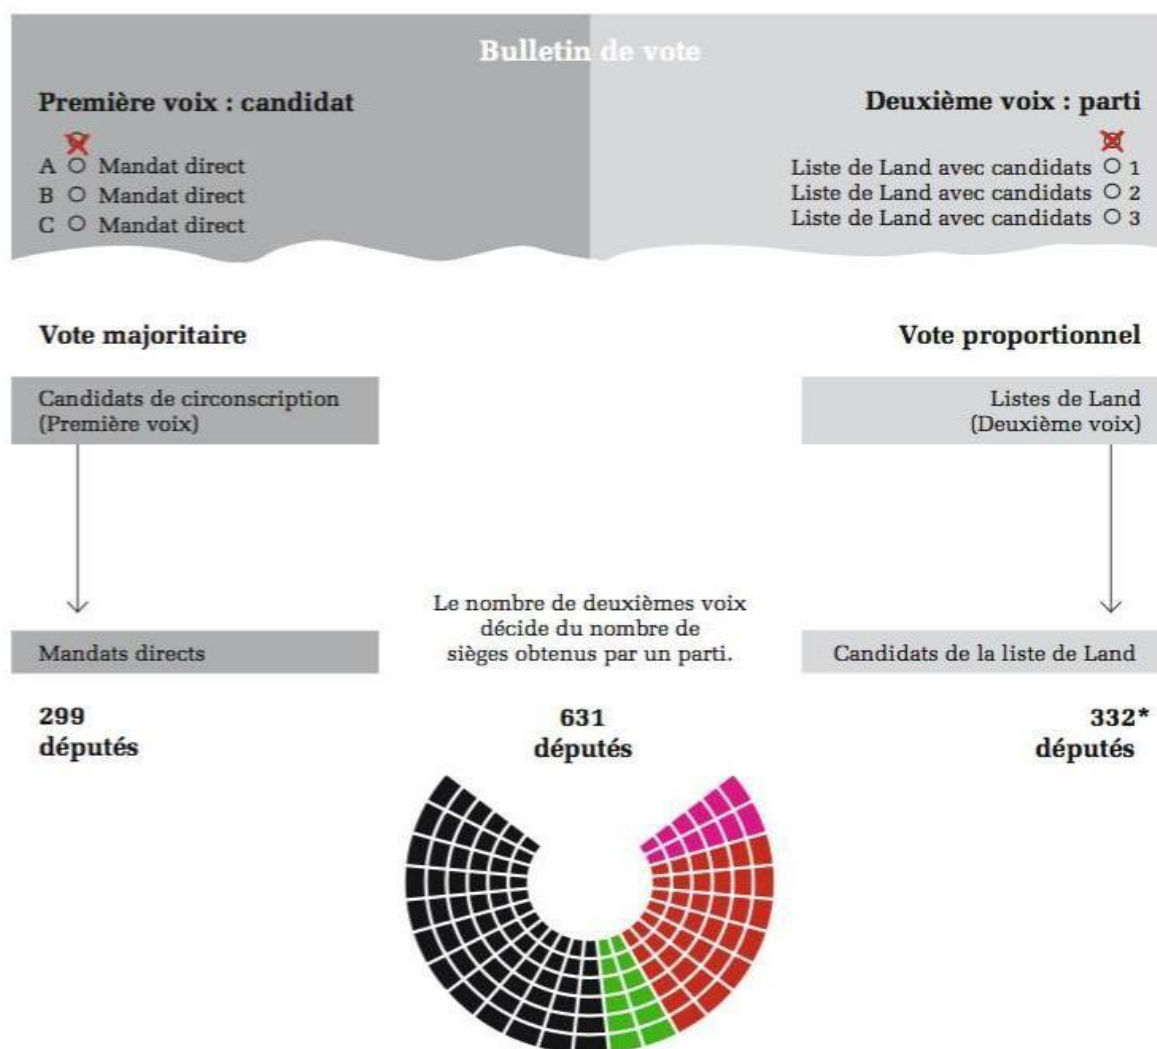 Bulletin de vote
Première voix : candidat
A Mandat direct
B Mandat direct
C Mandat direct
Deuxième voix : parti
Liste de Land avec candidats 1
Liste de Land avec candidats 2
Liste de Land avec candidats 3
Vote majoritaire
Vote proportionnel
Candidats de circonscription
(Première voix)
Listes de Land
(Deuxième voix)
Le nombre de deuxièmes voix
décide du nombre de
sièges obtenus par un parti.
Mandats directs
Candidats de la liste de Land
299
députés
631
députés
332*
députés